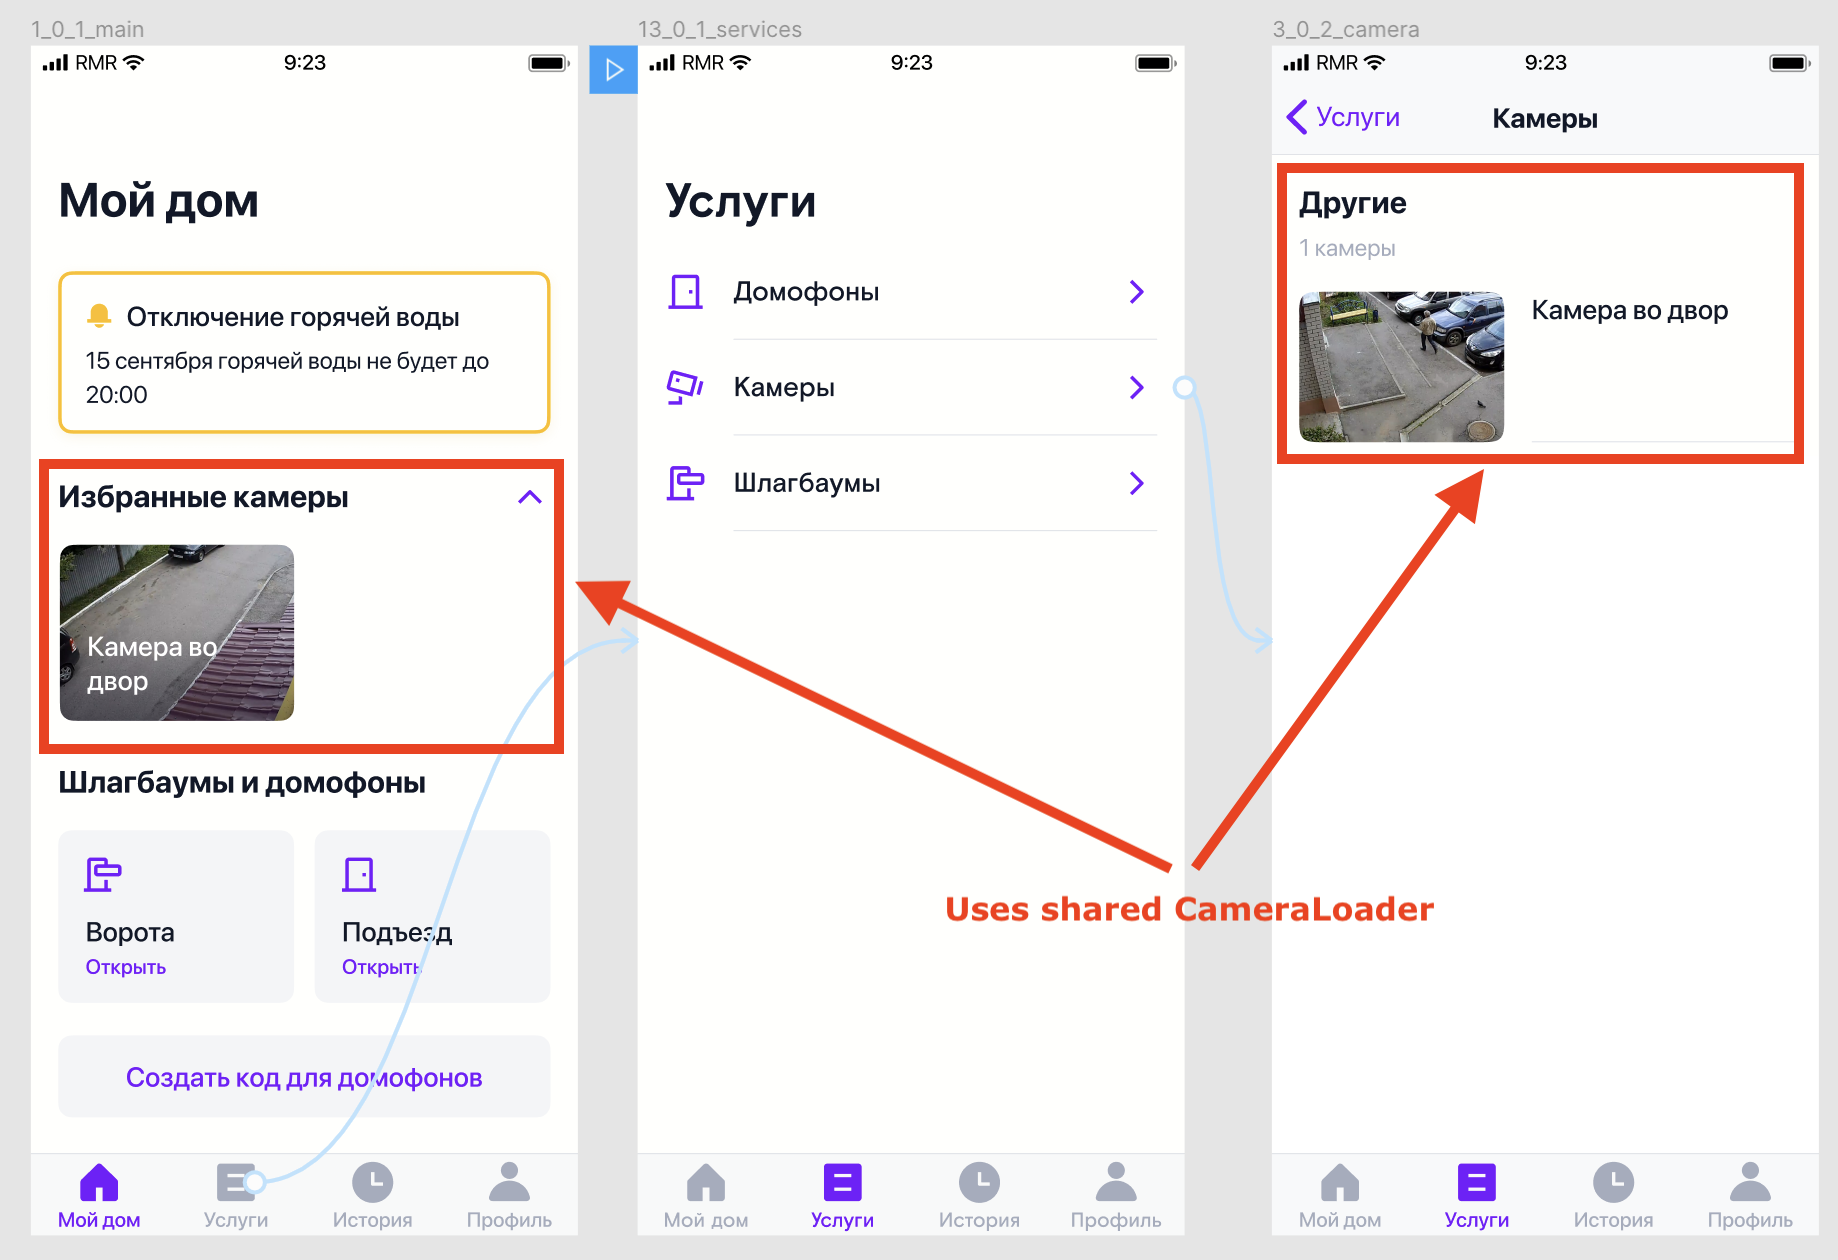 1_0_1_main
RMR
9:23
Мой дом
Отключение горячей воды
15 сентября горячей воды не будет до
20:00
Избранные камеры
Камера во
двор
Шлагбаумы и домофоны
Ворота
Открыть
Подъезд
Открыть
Создать код для домофонов
Мой дом
Услуги
История
Профиль
13_0_1_services
RMR
9:23
Услуги
Домофоны
Камеры
Шлагбаумы
Uses shared CameraLoader
Мой дом
Услуги
История
Профиль
3_0_2_camera
RMR
9:23
Услуги
Камеры
Другие
1 камеры
Камера во двор
Мой дом
Услуги
История
Профиль